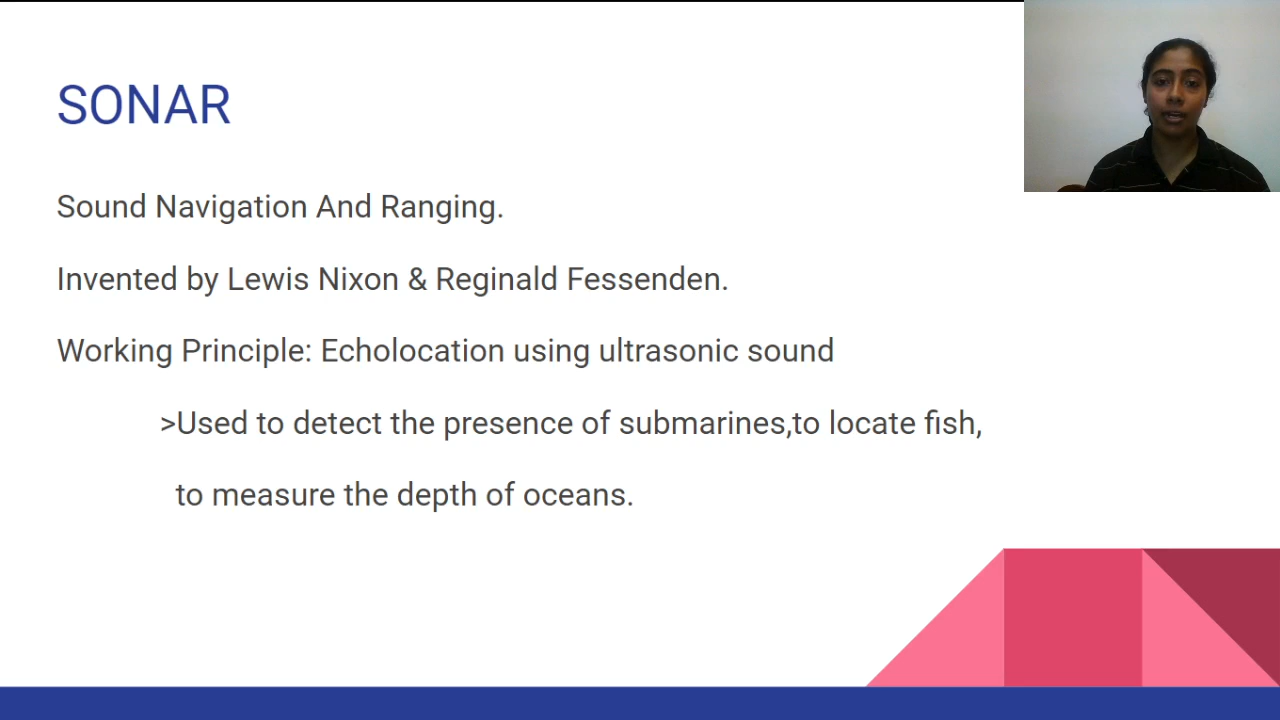 SONAR
Sound Navigation And Ranging.
Invented by Lewis Nixon & Reginald Fessenden.
Working Principle: Echolocation using ultrasonic sound
>Used to detect the presence of submarines,to locate fish,
to measure the depth of oceans.